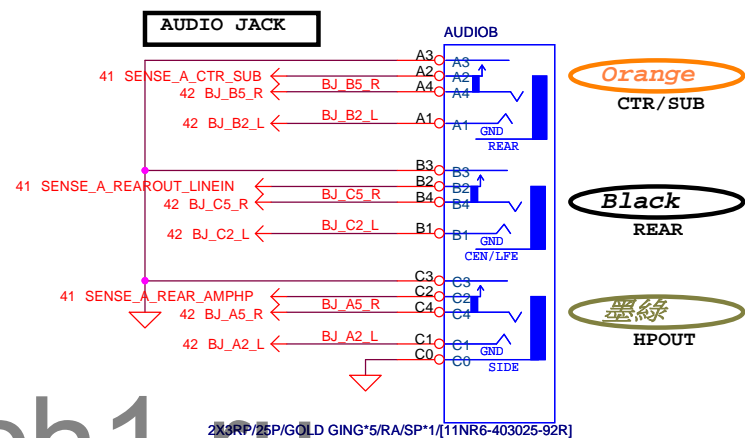 AUDIO JACK
AUDIOB
A3 A3
41 SENSE_A_CTR_SUB A2 A2
42 BJ_B5_R BJ_B5_R A4 A4
42 BJ_B2_L BJ_B2_L A1 A1
GND
REAR
Orange
CTR/SUB
B3 B3
41 SENSE_A_REAROUT_LINEIN B2 B2
42 BJ_C5_R BJ_C5_R B4 B4
42 BJ_C2_L BJ_C2_L B1 B1
GND
CEN/LFE
Black
REAR
C3 C3
41 SENSE_A_REAR_AMPHP C2 C2
42 BJ_A5_R BJ_A5_R C4 C4
42 BJ_A2_L BJ_A2_L C1 C1
GND
C0 C0
SIDE
墨綠
HPOUT
2X3RP/25P/GOLD GING*5/RA/SP*1/[11NR6-403025-92R]